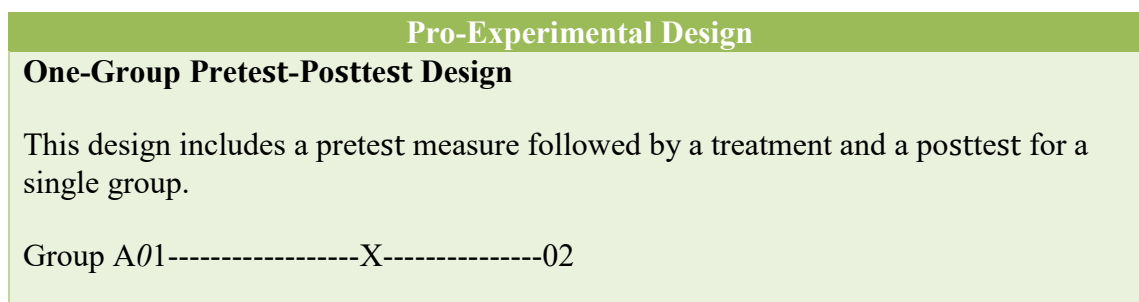 Pro-Experimental Design
One-Group Pretest-Posttest Design
This design includes a pretest measure followed by a treatment and a posttest for a
single group.
Group A01------------------X---------------02